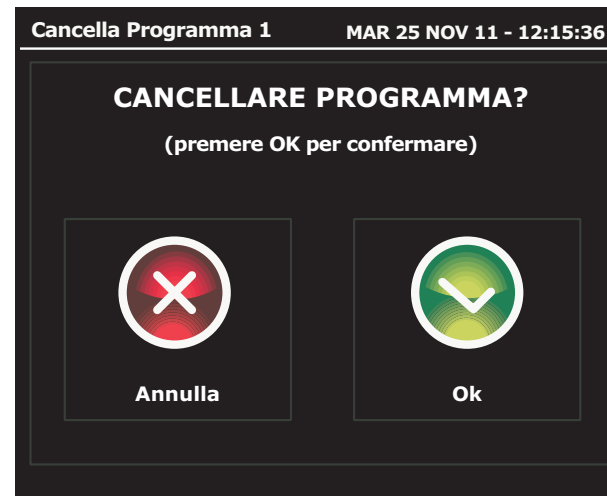 Cancella Programma 1 MAR 25 NOV 11 - 12:15:36
CANCELLARE PROGRAMMA?
(premere OK per confermare)
Annulla Ok